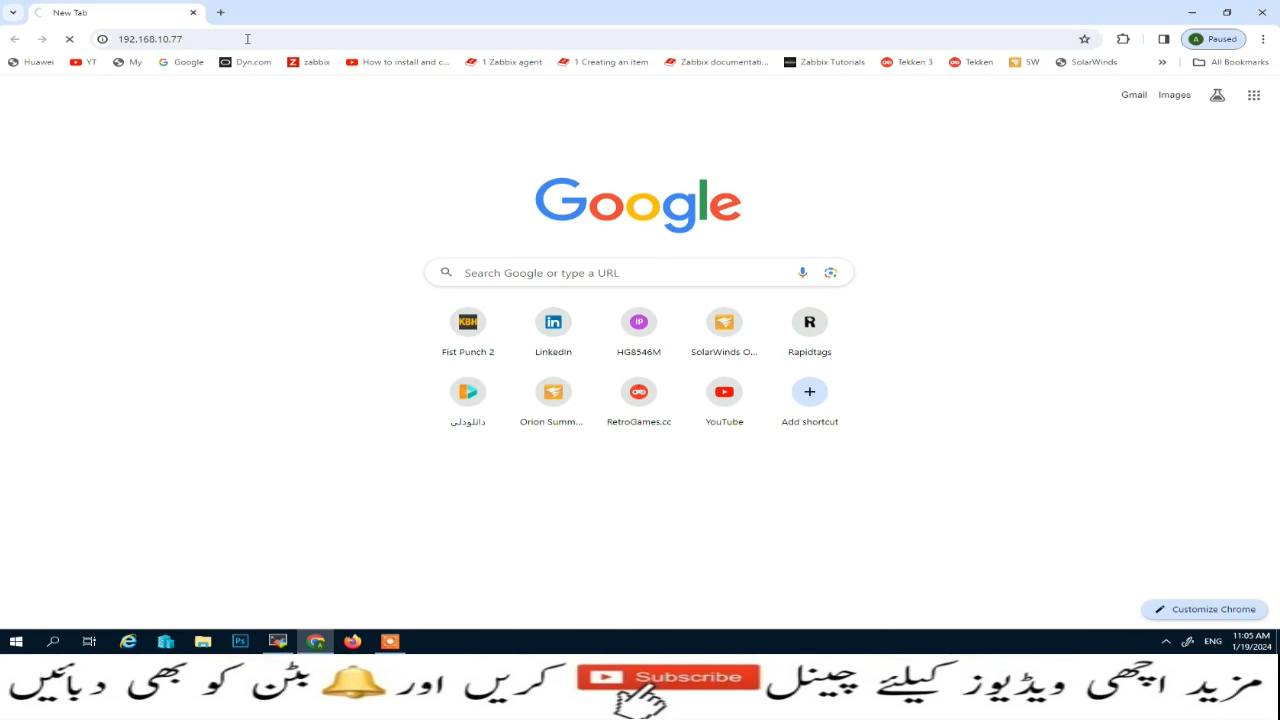 New Tab
192.168.10.77
Paused
Huawei YT My Google Dyn.com zabbix How to install and c... 1 Zabbix agent 1 Creating an item Zabbix documentati... Zabbix Tutorials Tekken 3 Tekken SW SolarWinds » All Bookmarks
Gmail Images
Google
Search Google or type a URL
KBH in IP R
Fist Punch 2 LinkedIn HG8546M SolarWinds O... Rapidtags
دانلودلی Orion Summ... RetroGames.cc YouTube Add shortcut
Customize Chrome
Ps ENG 11:05 AM
1/19/2024
مزید اچھی ویڈیوز کیلئے چینل Subscribe کریں اور بٹن کو بھی دبائیں